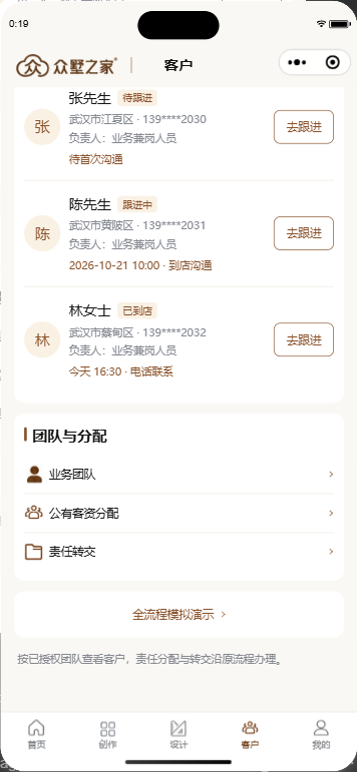 0:19
众墅之家
客户
张
张先生 待跟进
武汉市江夏区 · 139****2030
负责人：业务兼岗人员
待首次沟通
去跟进
陈
陈先生 跟进中
武汉市黄陂区 · 139****2031
负责人：业务兼岗人员
2026-10-21 10:00 · 到店沟通
去跟进
林
林女士 已到店
武汉市蔡甸区 · 139****2032
负责人：业务兼岗人员
今天 16:30 · 电话联系
去跟进
团队与分配
业务团队
公有客资分配
责任转交
全流程模拟演示
按已授权团队查看客户，责任分配与转交沿原流程办理。
首页 创作 设计 客户 我的